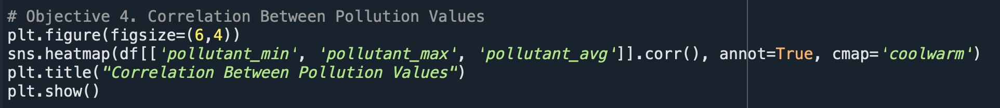 # Objective 4. Correlation Between Pollution Values
plt.figure(figsize=(6,4))
sns.heatmap(df[['pollutant_min', 'pollutant_max', 'pollutant_avg']].corr(), annot=True, cmap='coolwarm')
plt.title("Correlation Between Pollution Values")
plt.show()